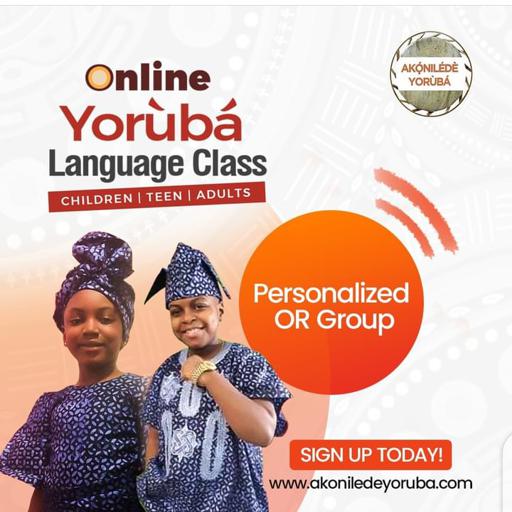 Online
Yorùbá
Language Class
CHILDREN | TEEN | ADULTS
AKỌ́NILÉDÈ
YORÙBÁ
Personalized
OR Group
SIGN UP TODAY!
www.akoniledeyoruba.com